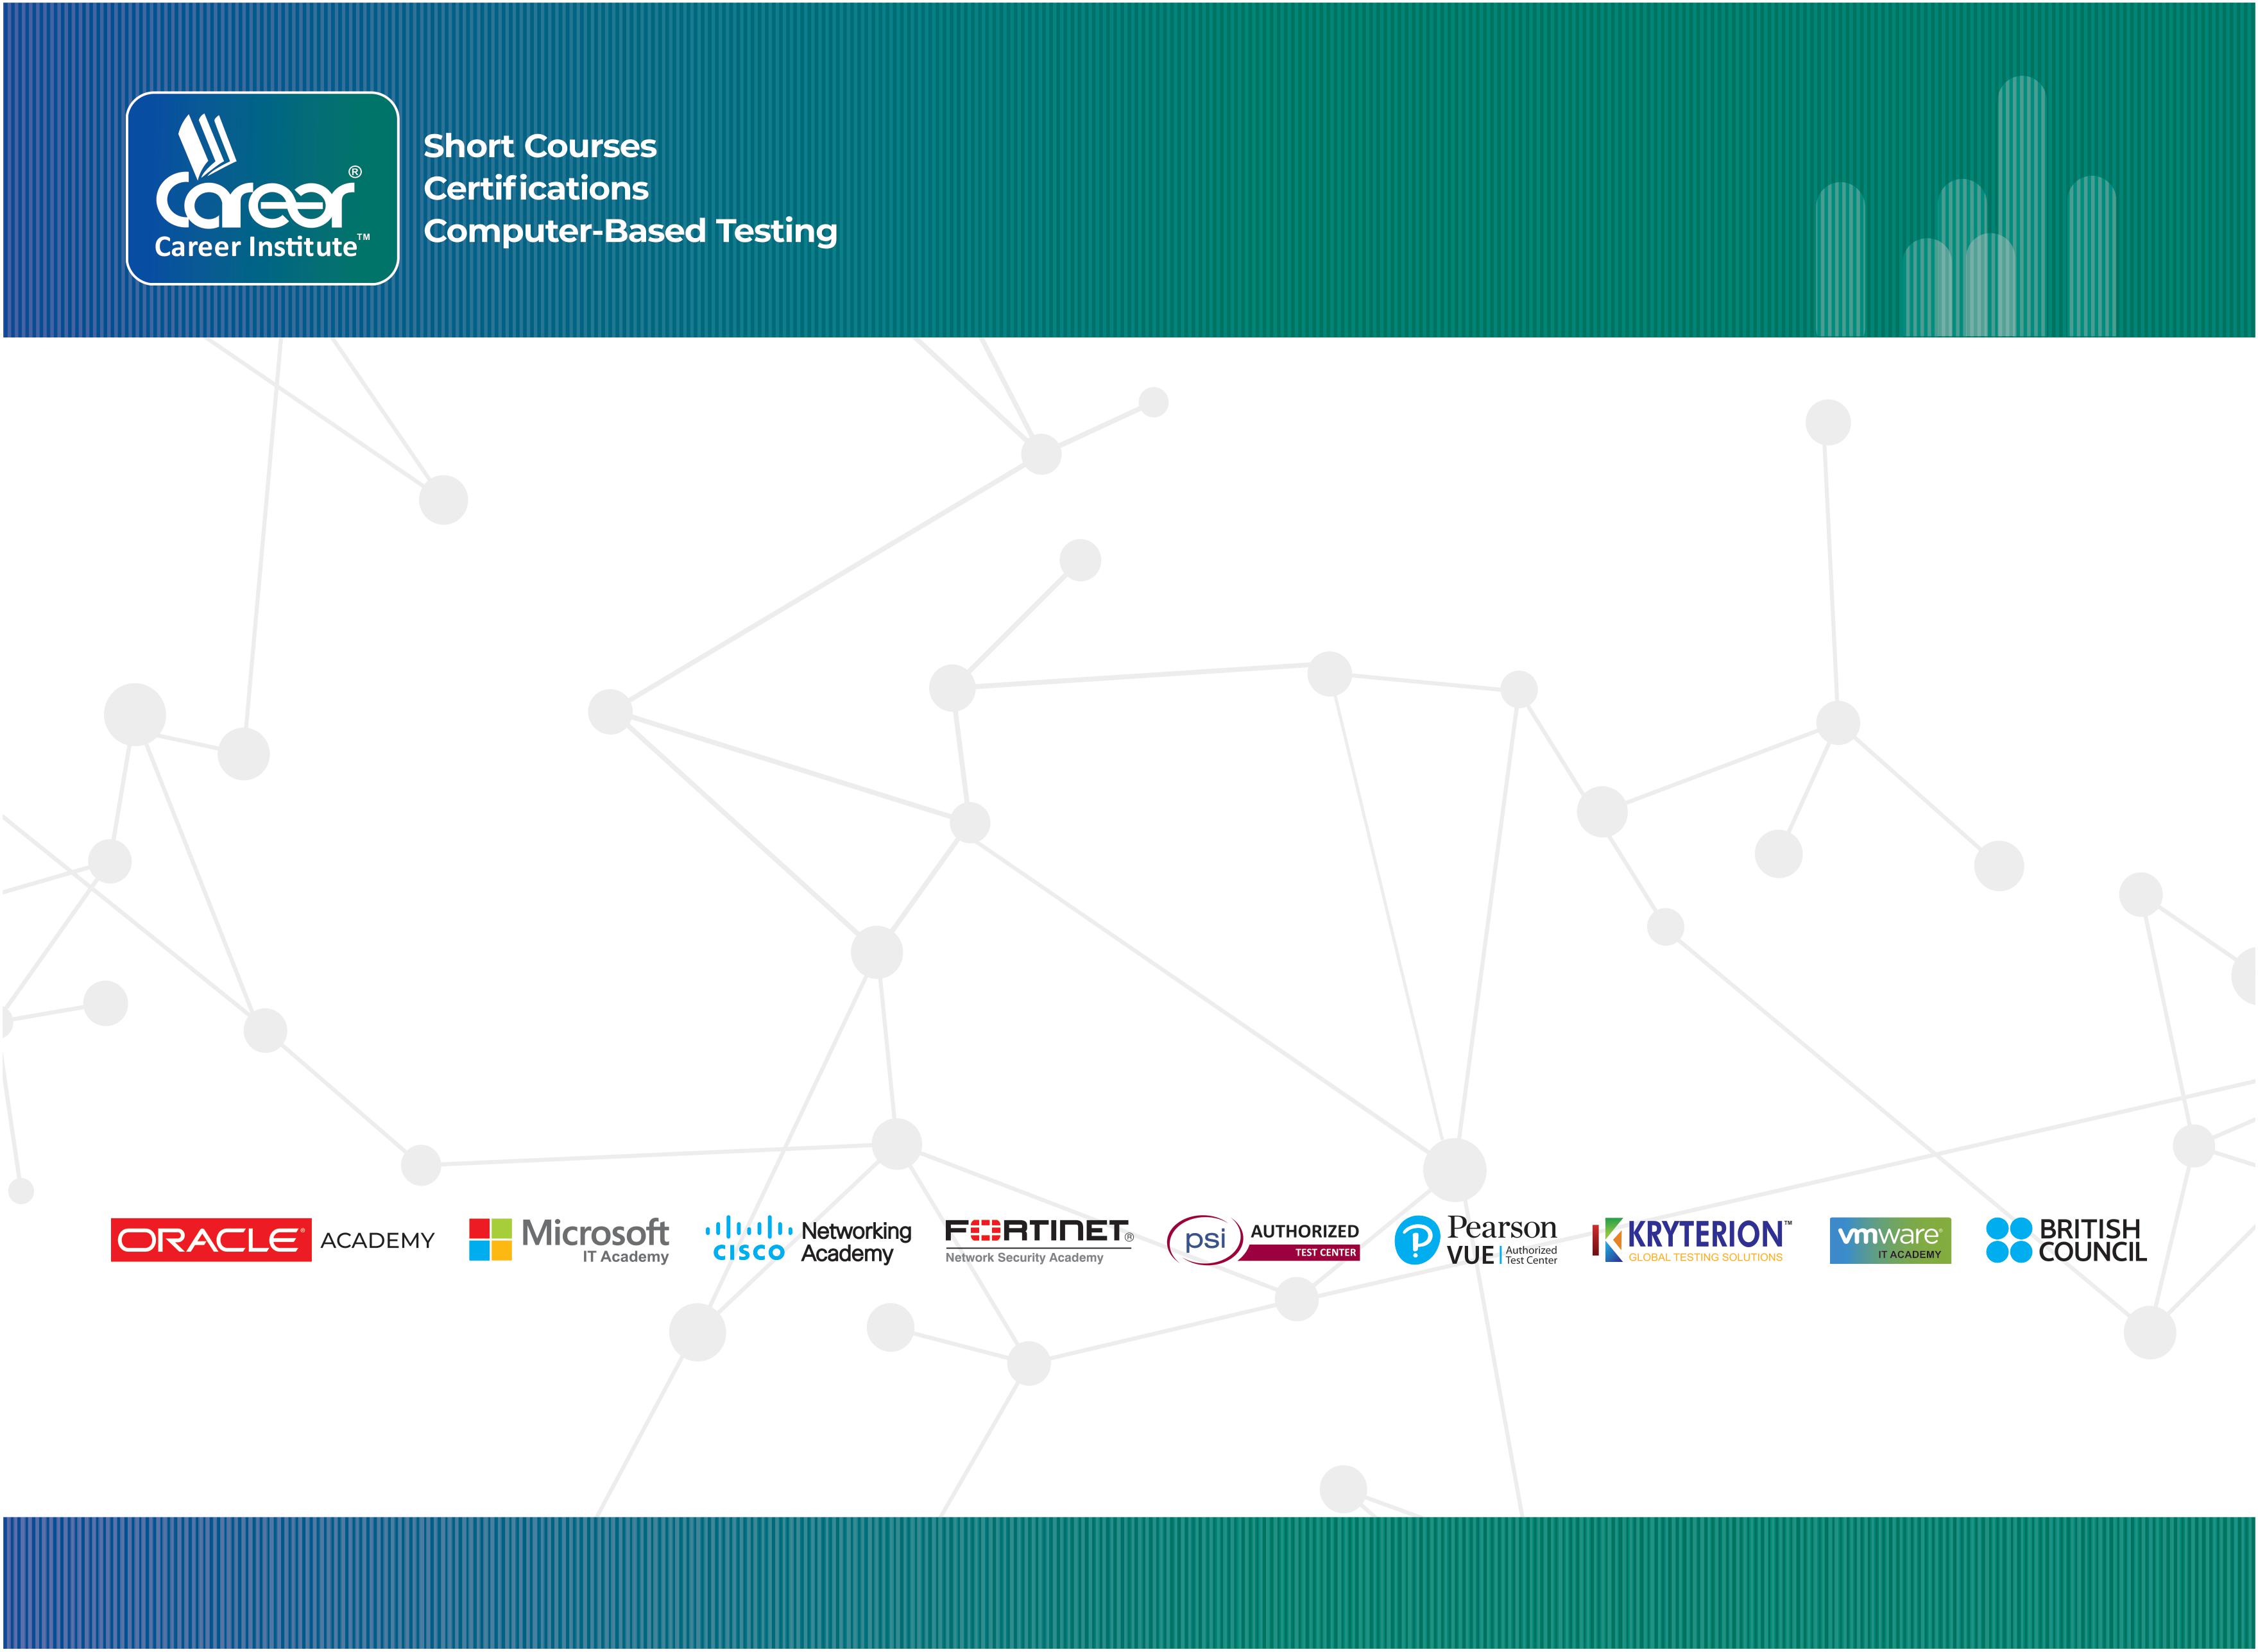 Career®
Career Institute™
Short Courses
Certifications
Computer-Based Testing
ORACLE® ACADEMY
Microsoft
IT Academy
CISCO
Networking
Academy
FORTINET®
Network Security Academy
psi
AUTHORIZED
TEST CENTER
Pearson
VUE
Authorized
Test Center
KRYTERION™
GLOBAL TESTING SOLUTIONS
vmware®
IT ACADEMY
BRITISH
COUNCIL